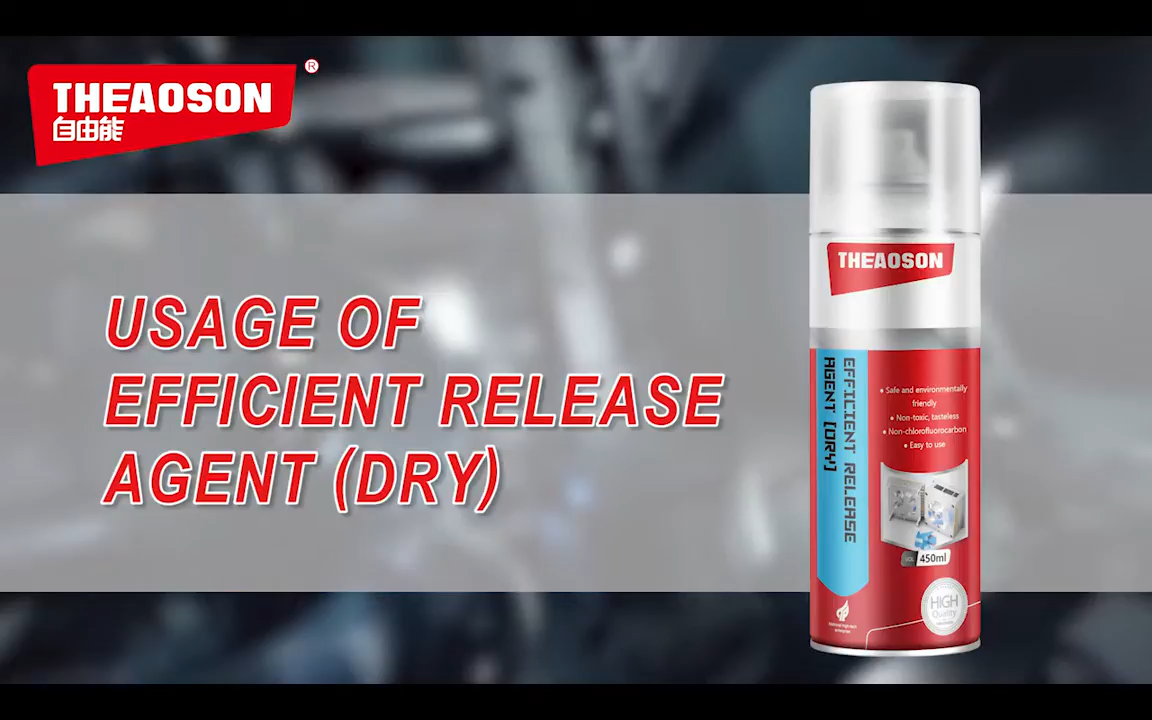 THEAOSON
®
自由能
USAGE OF
EFFICIENT RELEASE
AGENT (DRY)
THEAOSON
EFFICIENT RELEASE
AGENT (DRY)
• Safe and environmentally
friendly
• Non-toxic, tasteless
• Non-chlorofluorocarbon
• Easy to use
450ml
HIGH
Quality